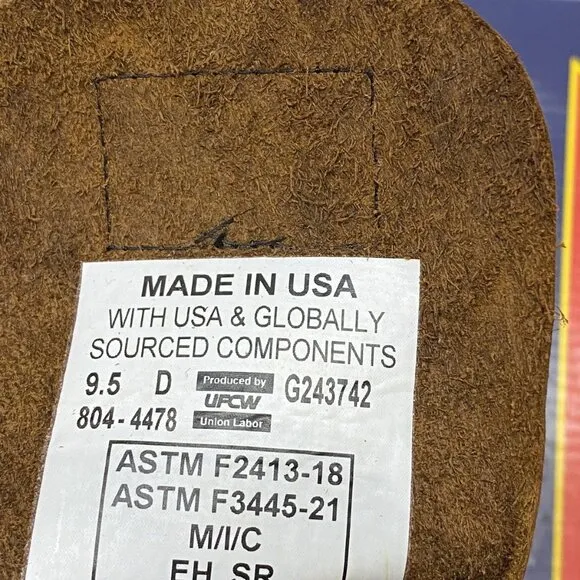 MADE IN USA
WITH USA & GLOBALLY
SOURCED COMPONENTS
9.5 D Produced by UFCW Union Labor G243742
804-4478
ASTM F2413-18
ASTM F3445-21
M/I/C
EH SR